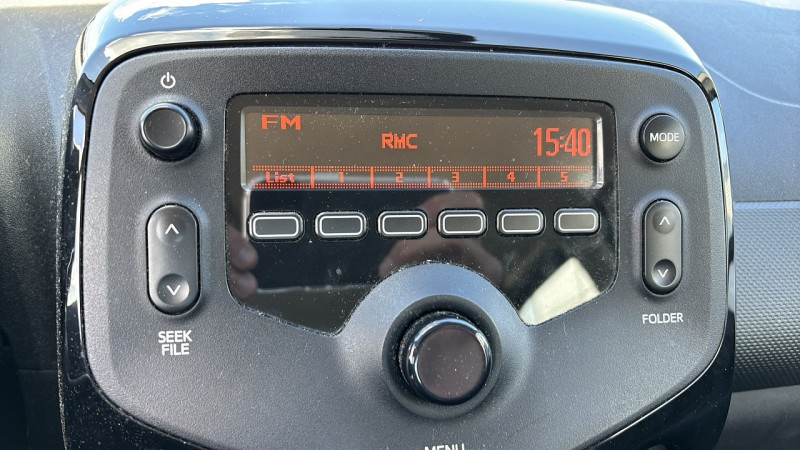 FM
RMC
15:40
List 1 2 3 4 5
MODE
SEEK
FILE
FOLDER
MENU